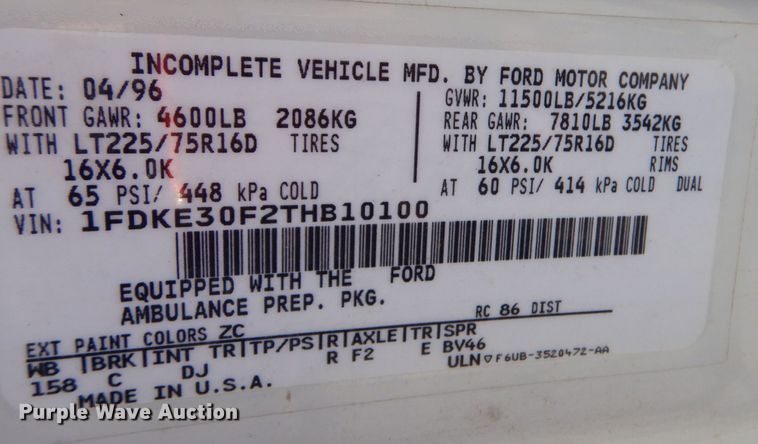 INCOMPLETE VEHICLE MFD. BY FORD MOTOR COMPANY
DATE: 04/96
GVWR: 11500LB/5216KG
FRONT GAWR: 4600LB 2086KG
REAR GAWR: 7810LB 3542KG
WITH LT225/75R16D TIRES
WITH LT225/75R16D TIRES
16X6.0K
16X6.0K RIMS
AT 65 PSI/ 448 kPa COLD
AT 60 PSI/ 414 kPa COLD DUAL
VIN: 1FDKE30F2THB10100
EQUIPPED WITH THE FORD
AMBULANCE PREP. PKG.
RC 86 DIST
EXT PAINT COLORS ZC
WB BRK INT TR TP/PS R AXLE TR SPR
158 C DJ R F2 E BV46
MADE IN U.S.A.
ULN F6UB-3520472-AA
Purple Wave Auction